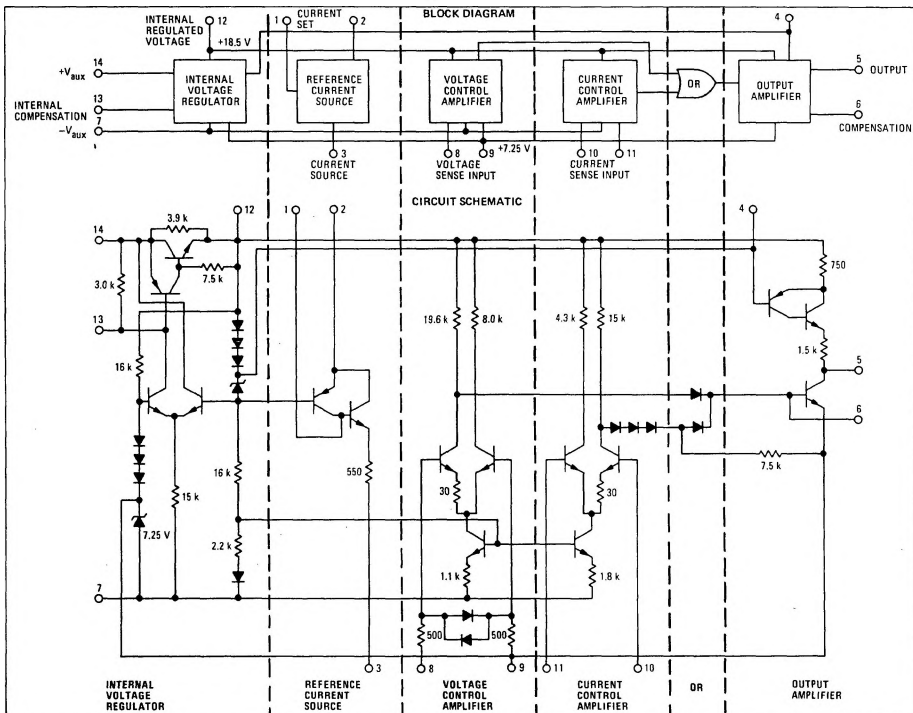 BLOCK DIAGRAM
INTERNAL
REGULATED
VOLTAGE
12
1
CURRENT
SET
2
4
+18.5 V
14
+Vaux
INTERNAL
VOLTAGE
REGULATOR
REFERENCE
CURRENT
SOURCE
VOLTAGE
CONTROL
AMPLIFIER
CURRENT
CONTROL
AMPLIFIER
OR
OUTPUT
AMPLIFIER
5
OUTPUT
13
INTERNAL
COMPENSATION
7
−Vaux
6
COMPENSATION
3
CURRENT
SOURCE
8
9
+7.25 V
VOLTAGE
SENSE INPUT
10
11
CURRENT
SENSE INPUT
CIRCUIT SCHEMATIC
14
3.9 k
12
1
2
4
7.5 k
3.0 k
750
13
19.6 k
8.0 k
4.3 k
15 k
1.5 k
16 k
5
6
550
7.5 k
16 k
30
30
15 k
7.25 V
2.2 k
1.1 k
1.8 k
7
500
500
3
8
9
11
10
INTERNAL
VOLTAGE
REGULATOR
REFERENCE
CURRENT
SOURCE
VOLTAGE
CONTROL
AMPLIFIER
CURRENT
CONTROL
AMPLIFIER
OR
OUTPUT
AMPLIFIER